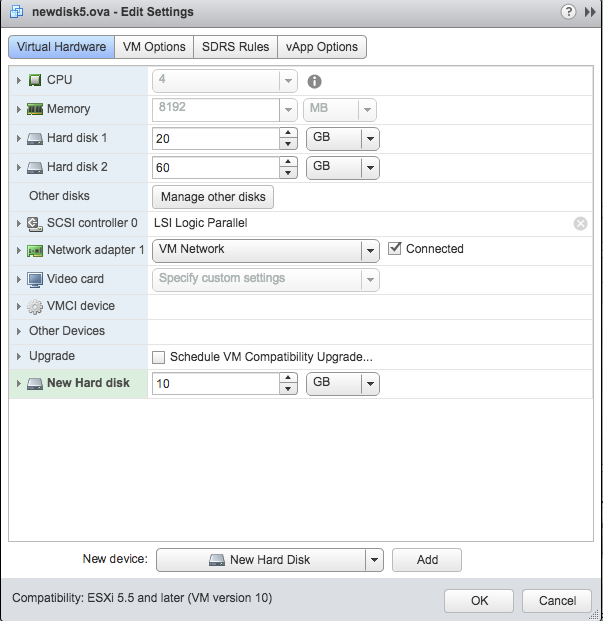 newdisk5.ova - Edit Settings
Virtual Hardware VM Options SDRS Rules vApp Options
CPU 4
Memory 8192 MB
Hard disk 1 20 GB
Hard disk 2 60 GB
Other disks Manage other disks
SCSI controller 0 LSI Logic Parallel
Network adapter 1 VM Network Connected
Video card Specify custom settings
VMCI device
Other Devices
Upgrade Schedule VM Compatibility Upgrade...
New Hard disk 10 GB
New device: New Hard Disk Add
Compatibility: ESXi 5.5 and later (VM version 10) OK Cancel